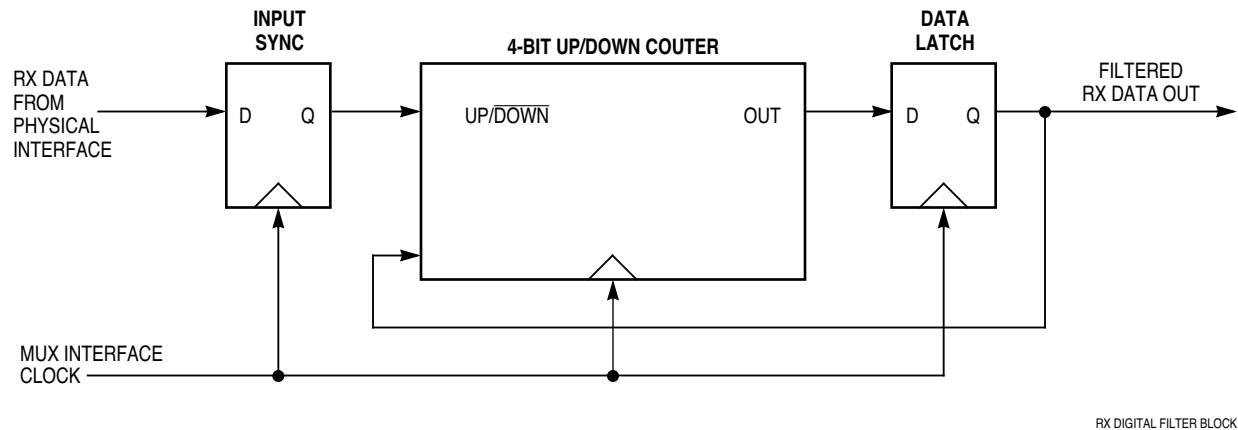 INPUT
SYNC
4-BIT UP/DOWN COUTER
DATA
LATCH
RX DATA
FROM
PHYSICAL
INTERFACE
D Q
UP/DOWN OUT
D Q
FILTERED
RX DATA OUT
MUX INTERFACE
CLOCK
RX DIGITAL FILTER BLOCK